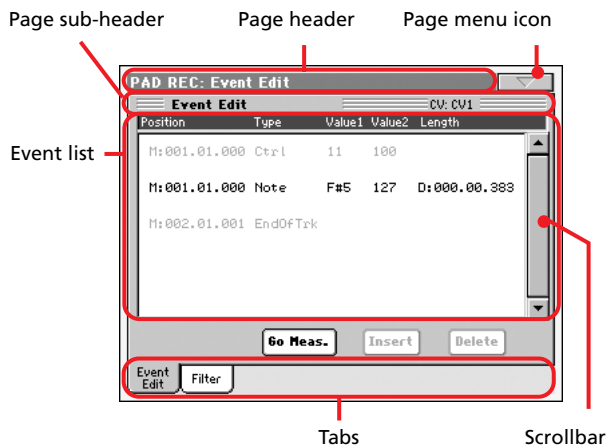 Page sub-header Page header Page menu icon
PAD REC: Event Edit
Event Edit CV: CV1
Position Type Value1 Value2 Length
Event list
M:001.01.000 Ctrl 11 100
M:001.01.000 Note F#5 127 D:000.00.383
M:002.01.001 EndOfTrk
Go Meas. Insert Delete
Event Edit Filter
Tabs Scrollbar